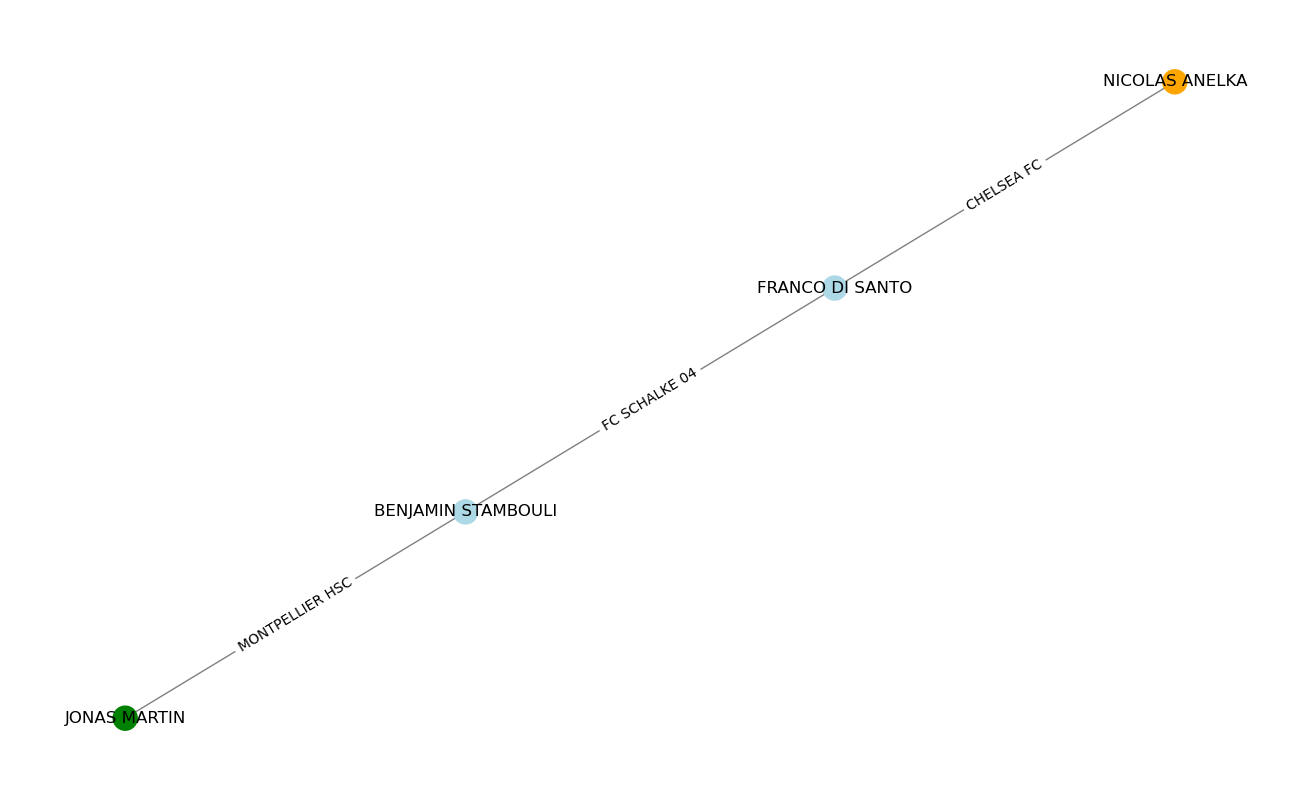 NICOLAS ANELKA
CHELSEA FC
FRANCO DI SANTO
FC SCHALKE 04
BENJAMIN STAMBOULI
MONTPELLIER HSC
JONAS MARTIN